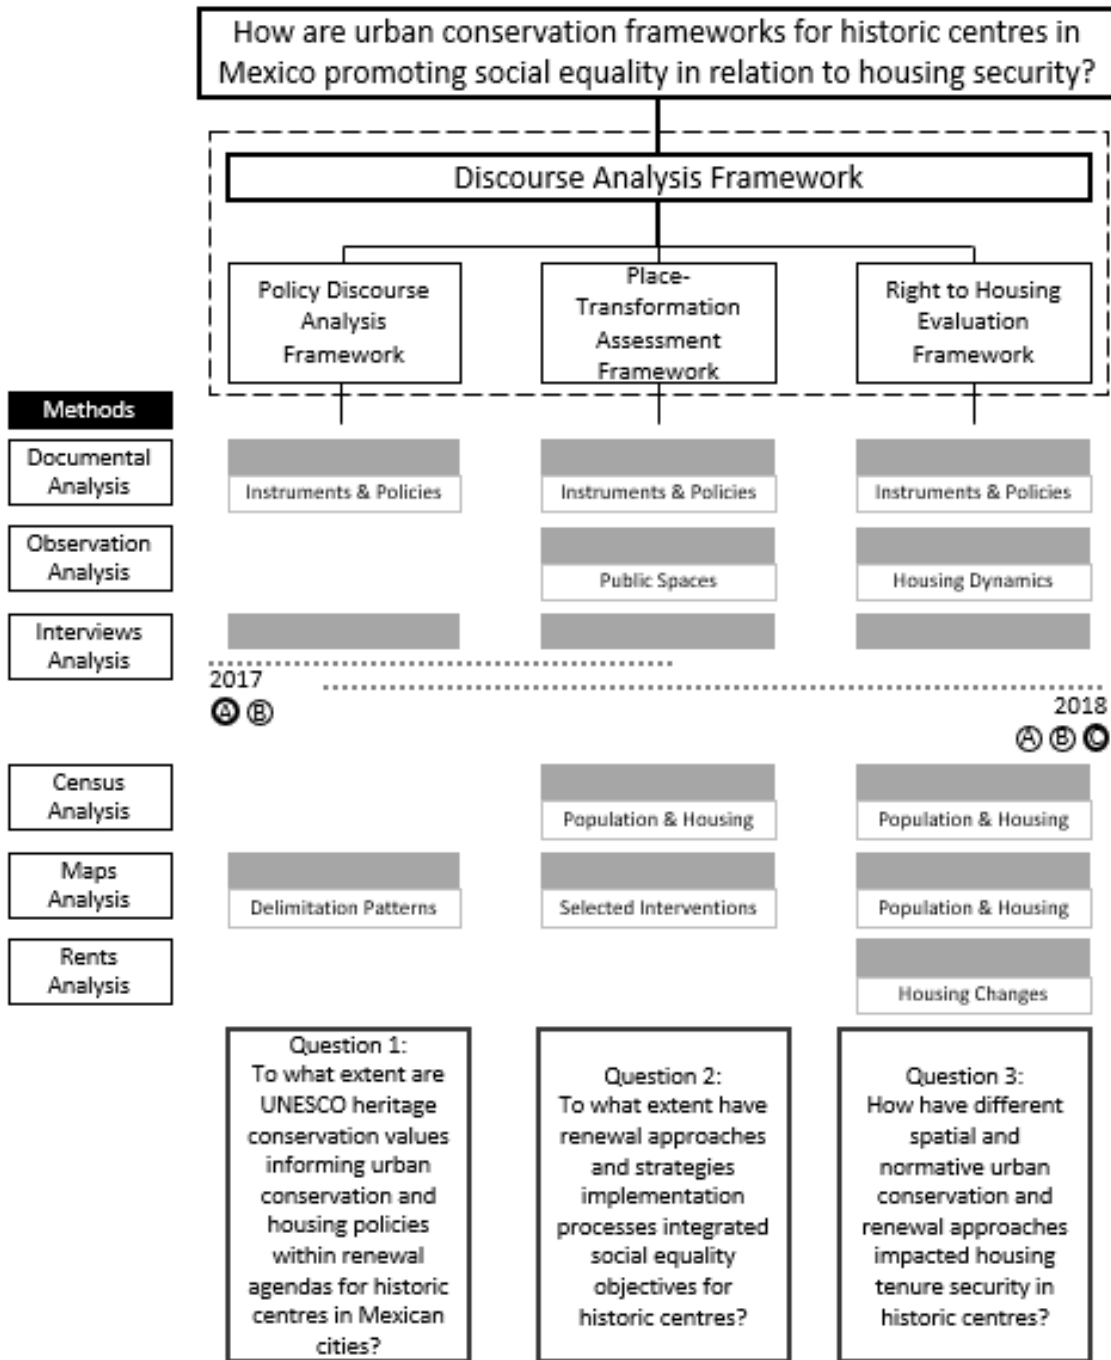 How are urban conservation frameworks for historic centres in
Mexico promoting social equality in relation to housing security?
Discourse Analysis Framework
Policy Discourse
Analysis
Framework
Place-
Transformation
Assessment
Framework
Right to Housing
Evaluation
Framework
Methods
Documental
Analysis
Instruments & Policies
Instruments & Policies
Instruments & Policies
Observation
Analysis
Public Spaces
Housing Dynamics
Interviews
Analysis
2017
A B
2018
A B C
Census
Analysis
Population & Housing
Population & Housing
Maps
Analysis
Delimitation Patterns
Selected Interventions
Population & Housing
Rents
Analysis
Housing Changes
Question 1:
To what extent are
UNESCO heritage
conservation values
informing urban
conservation and
housing policies
within renewal
agendas for historic
centres in Mexican
cities?
Question 2:
To what extent have
renewal approaches
and strategies
implementation
processes integrated
social equality
objectives for
historic centres?
Question 3:
How have different
spatial and
normative urban
conservation and
renewal approaches
impacted housing
tenure security in
historic centres?